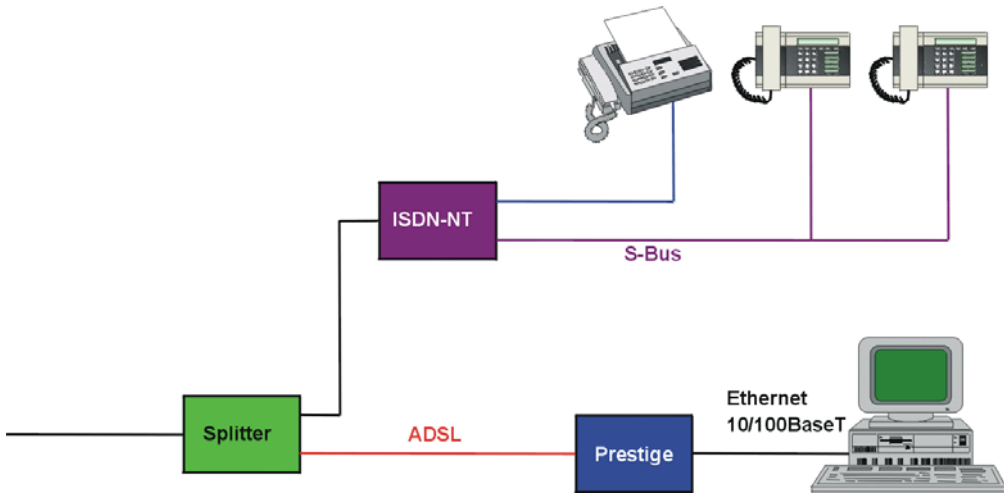 ISDN-NT
S-Bus
Splitter
ADSL
Prestige
Ethernet
10/100BaseT